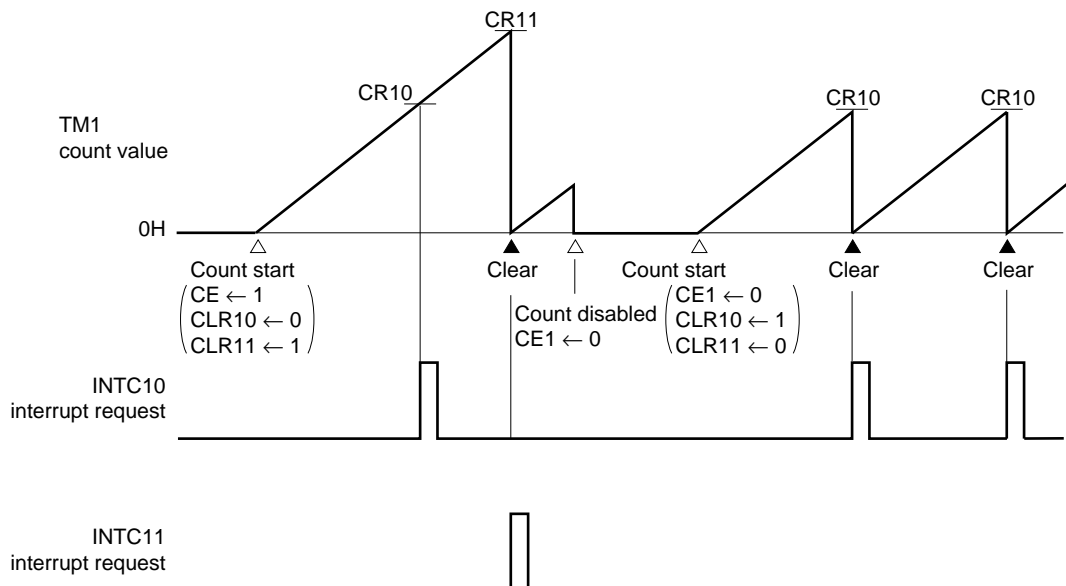 CR11
CR10
CR10
CR10
TM1
count value
0H
Count start
CE ← 1
CLR10 ← 0
CLR11 ← 1
Clear
Count disabled
CE1 ← 0
Count start
CE1 ← 0
CLR10 ← 1
CLR11 ← 0
Clear
Clear
INTC10
interrupt request
INTC11
interrupt request